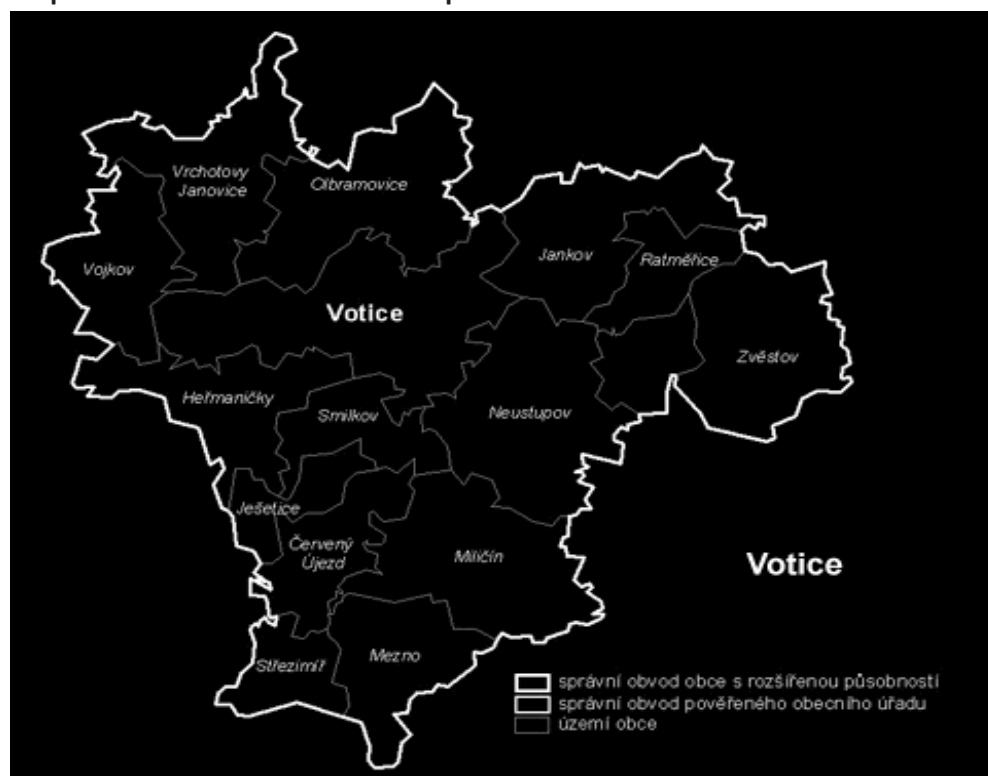 Vrchotovy
Janovice
Olbramovice
Vojkov
Jankov
Ratměřice
Votice
Zvěstov
Heřmaničky
Smilkov
Neustupov
Ješetice
Červený
Újezd
Miličín
Votice
Střezimíř
Mezno
správní obvod obce s rozšířenou působností
správní obvod pověřeného obecního úřadu
území obce